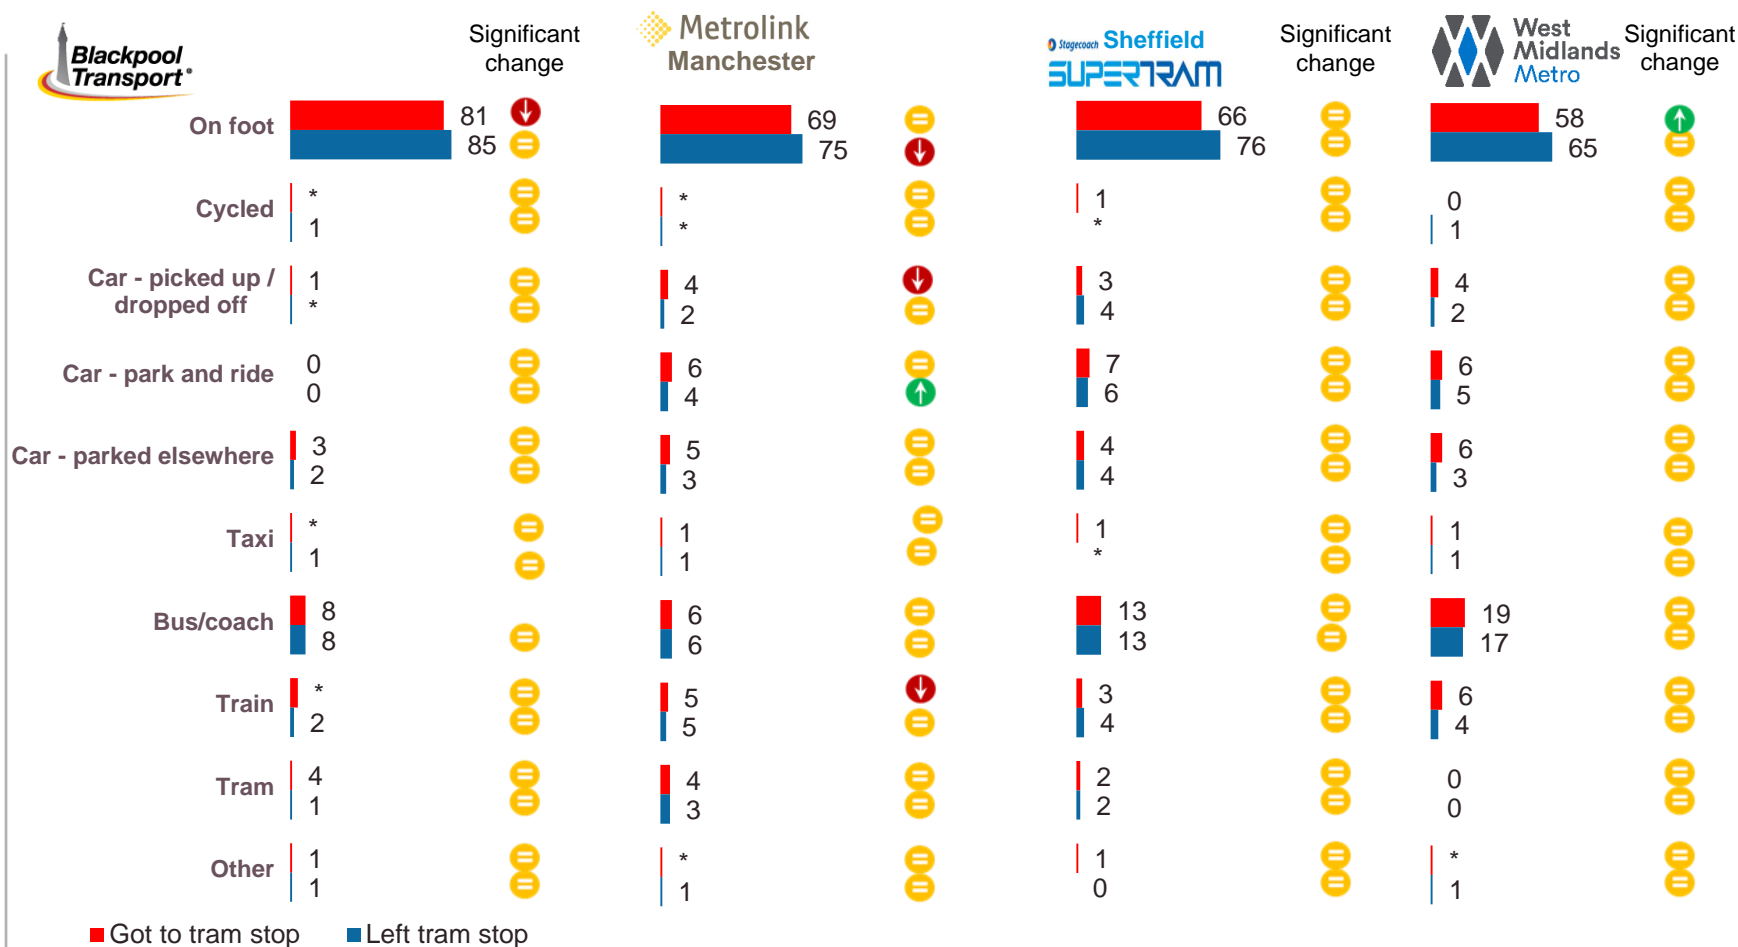 Blackpool
Transport
Significant
change
Metrolink
Manchester
Stagecoach Sheffield
SUPERTRAM
Significant
change
West
Midlands
Metro
Significant
change
On foot
81
85
69
75
66
76
58
65
Cycled
*
1
*
*
1
*
0
1
Car - picked up /
dropped off
1
*
4
2
3
4
4
2
Car - park and ride
0
0
6
4
7
6
6
5
Car - parked elsewhere
3
2
5
3
4
4
6
3
Taxi
*
1
1
1
1
*
1
1
Bus/coach
8
8
6
6
13
13
19
17
Train
*
2
5
5
3
4
6
4
Tram
4
1
4
3
2
2
0
0
Other
1
1
*
1
1
0
*
1
Got to tram stop
Left tram stop